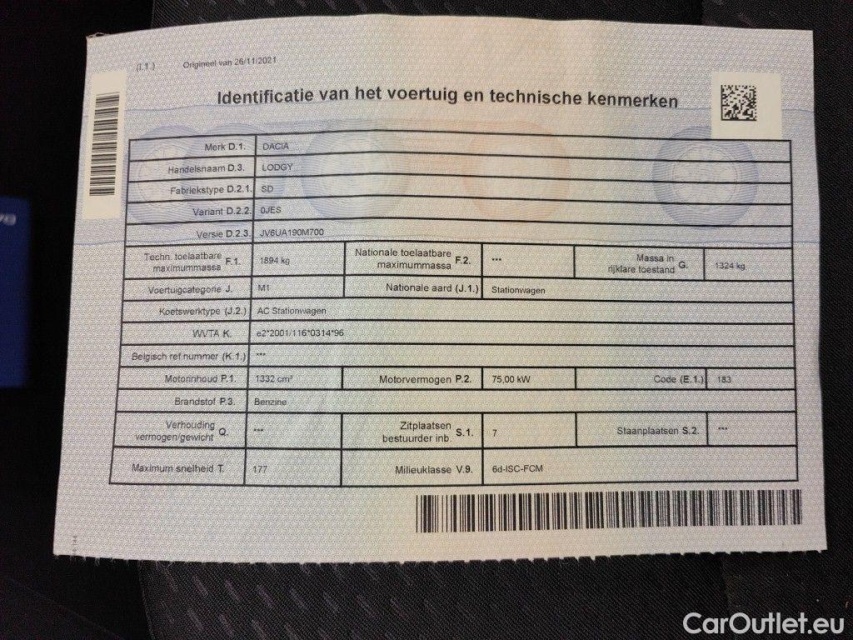 (I.1.) Origineel van 26/11/2021
Identificatie van het voertuig en technische kenmerken
Merk D.1. DACIA
Handelsnaam D.3. LODGY
Fabriekstype D.2.1. SD
Variant D.2.2. 0JES
Versie D.2.3. JV6UA190M700
Techn. toelaatbare maximummassa F.1. 1894 kg Nationale toelaatbare maximummassa F.2. *** Massa in rijklare toestand G. 1324 kg
Voertuigcategorie J. M1 Nationale aard (J.1.) Stationwagen
Koetswerktype (J.2.) AC Stationwagen
WVTA K. e2*2001/116*0314*96
Belgisch ref nummer (K.1.) ***
Motorinhoud P.1. 1332 cm³ Motorvermogen P.2. 75,00 kW Code (E.1.) 183
Brandstof P.3. Benzine
Verhouding vermogen/gewicht Q. *** Zitplaatsen bestuurder inb. S.1. 7 Staanplaatsen S.2. ***
Maximum snelheid T. 177 Milieuklasse V.9. 6d-ISC-FCM
CarOutlet.eu